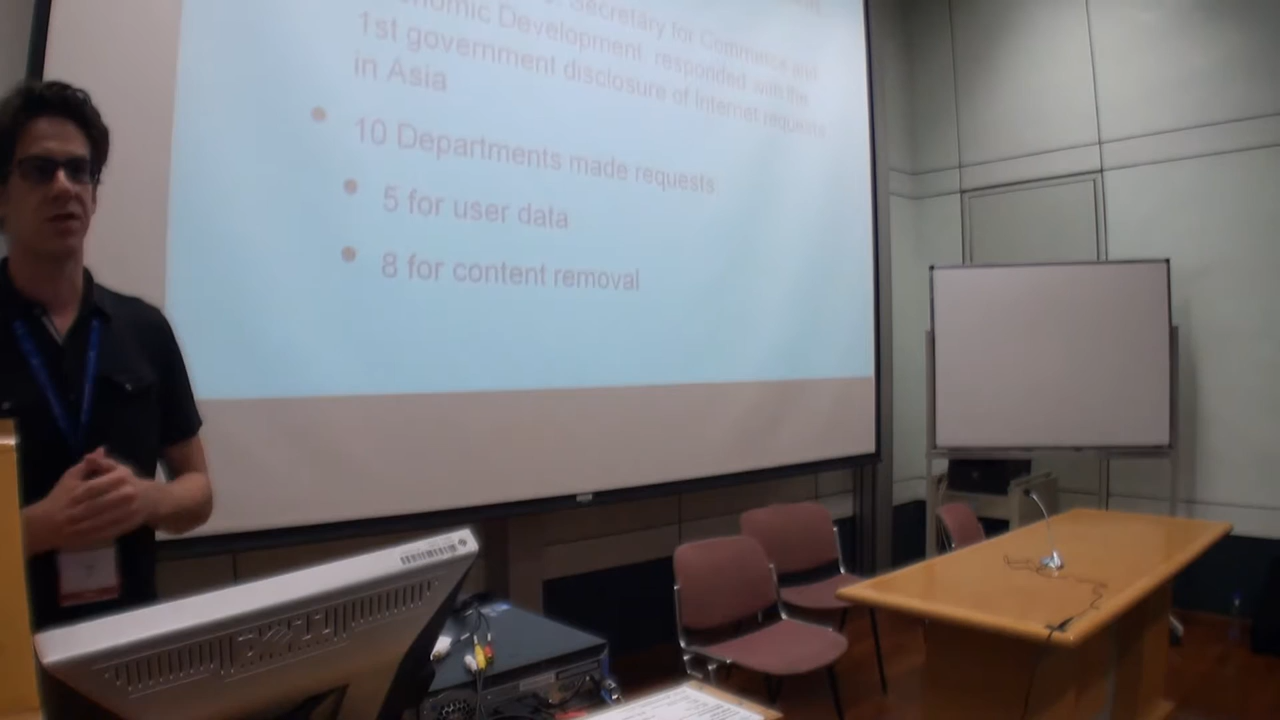 Secretary for Commerce and
Economic Development responded with the
1st government disclosure of Internet requests
in Asia
10 Departments made requests:
5 for user data
8 for content removal